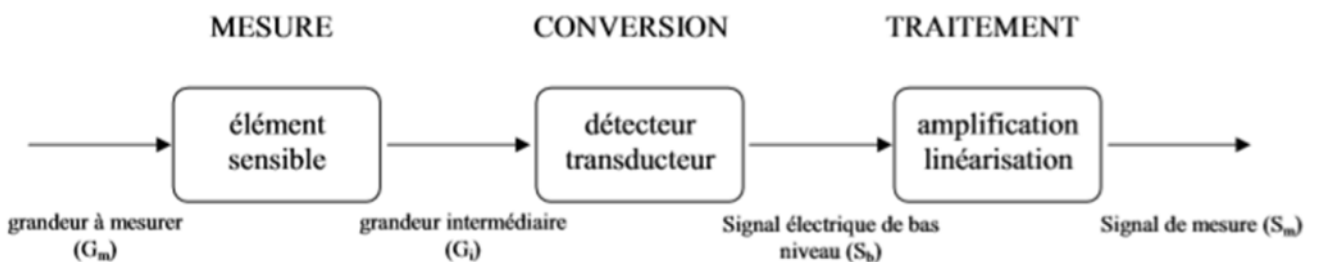 MESURE
CONVERSION
TRAITEMENT
élément
sensible
détecteur
transducteur
amplification
linéarisation
grandeur à mesurer
(Gm)
grandeur intermédiaire
(Gi)
Signal électrique de bas
niveau (Sb)
Signal de mesure (Sm)